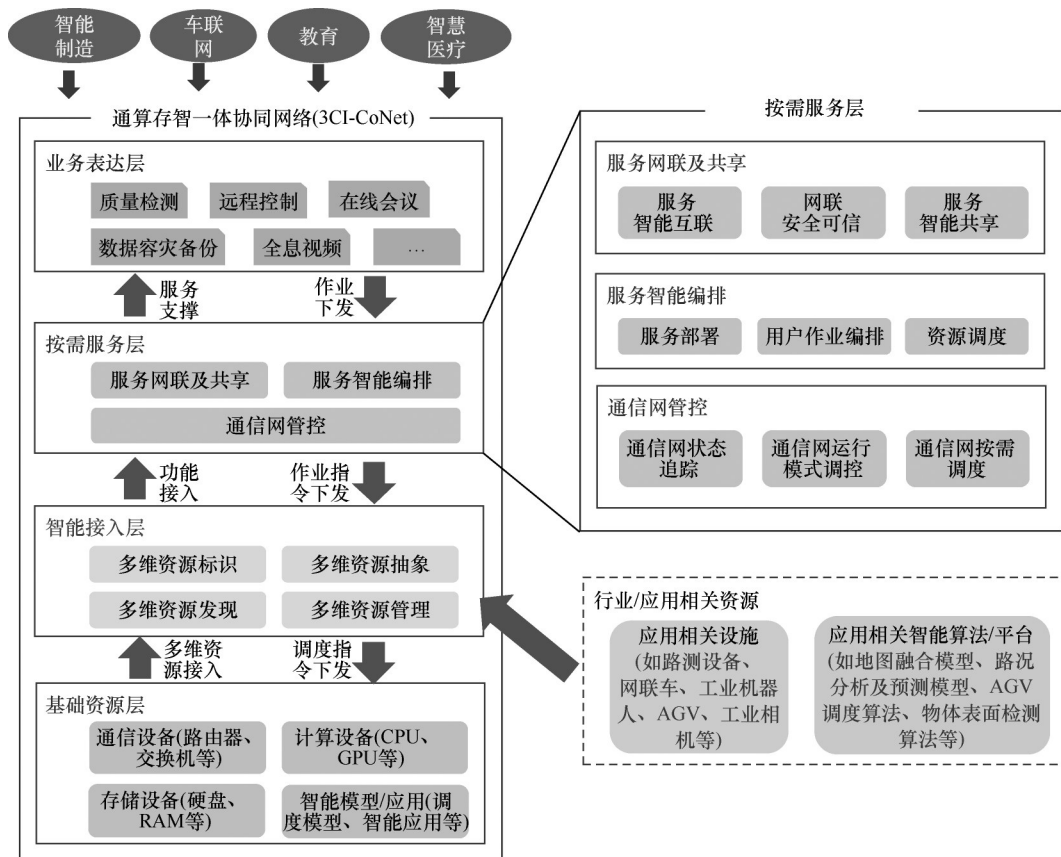 智能
制造
车联
网
教育
智慧
医疗
通算存智一体协同网络(3CI-CoNet)
业务表达层
质量检测
远程控制
在线会议
数据容灾备份
全息视频
…
服务
支撑
作业
下发
按需服务层
服务网联及共享
服务智能编排
通信网管控
功能
接入
作业指
令下发
智能接入层
多维资源标识
多维资源抽象
多维资源发现
多维资源管理
多维资
源接入
调度指
令下发
基础资源层
通信设备(路由器、
交换机等)
计算设备(CPU、
GPU等)
存储设备(硬盘、
RAM等)
智能模型/应用(调
度模型、智能应用等)
按需服务层
服务网联及共享
服务
智能互联
网联
安全可信
服务
智能共享
服务智能编排
服务部署
用户作业编排
资源调度
通信网管控
通信网状态
追踪
通信网运行
模式调控
通信网按需
调度
行业/应用相关资源
应用相关设施
(如路测设备、
网联车、工业机器
人、AGV、工业相
机等)
应用相关智能算法/平台
(如地图融合模型、路况
分析及预测模型、AGV
调度算法、物体表面检测
算法等)